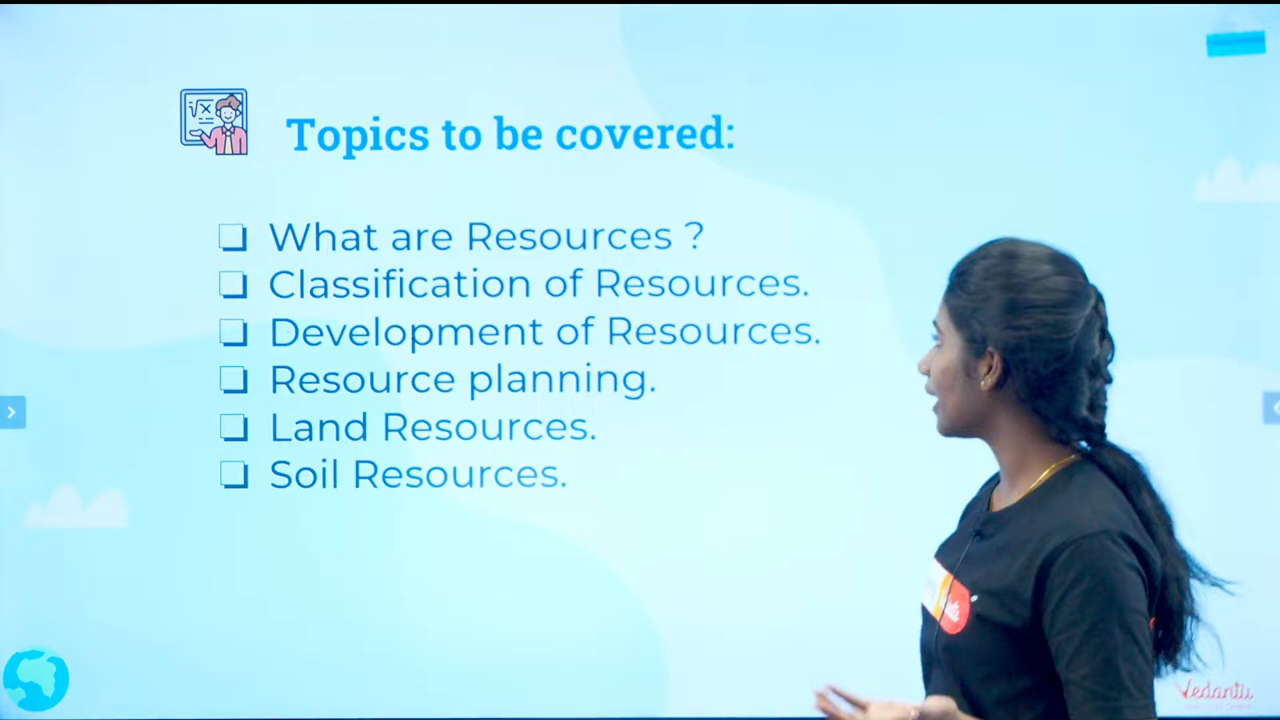 Topics to be covered:
What are Resources ?
Classification of Resources.
Development of Resources.
Resource planning.
Land Resources.
Soil Resources.
Vedantu